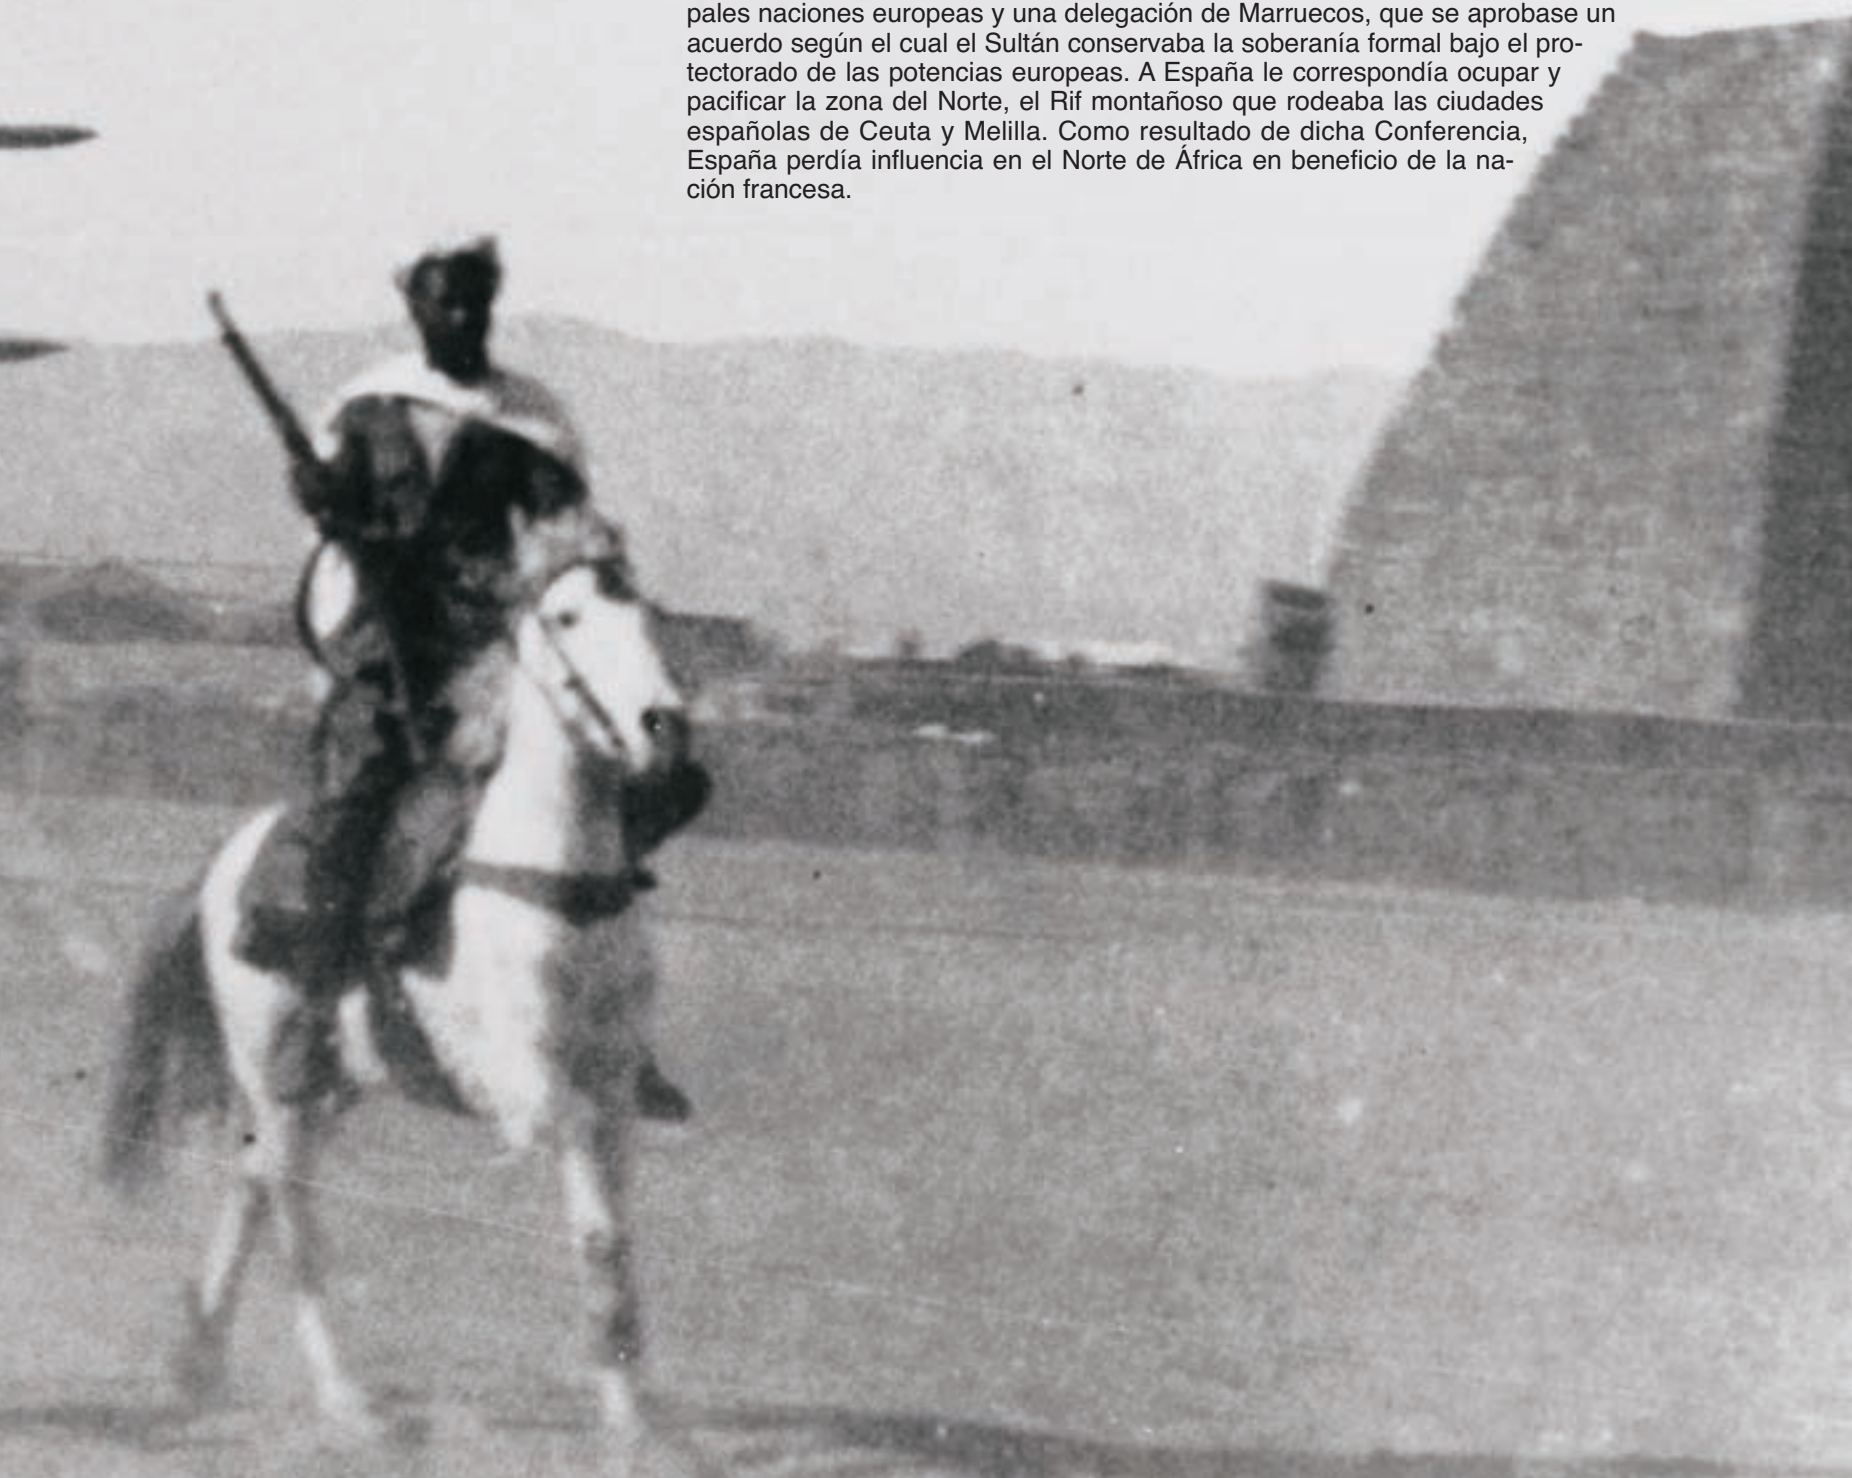 pales naciones europeas y una delegación de Marruecos, que se aprobase un
acuerdo según el cual el Sultán conservaba la soberanía formal bajo el pro-
tectorado de las potencias europeas. A España le correspondía ocupar y
pacificar la zona del Norte, el Rif montañoso que rodeaba las ciudades
españolas de Ceuta y Melilla. Como resultado de dicha Conferencia,
España perdía influencia en el Norte de África en beneficio de la na-
ción francesa.